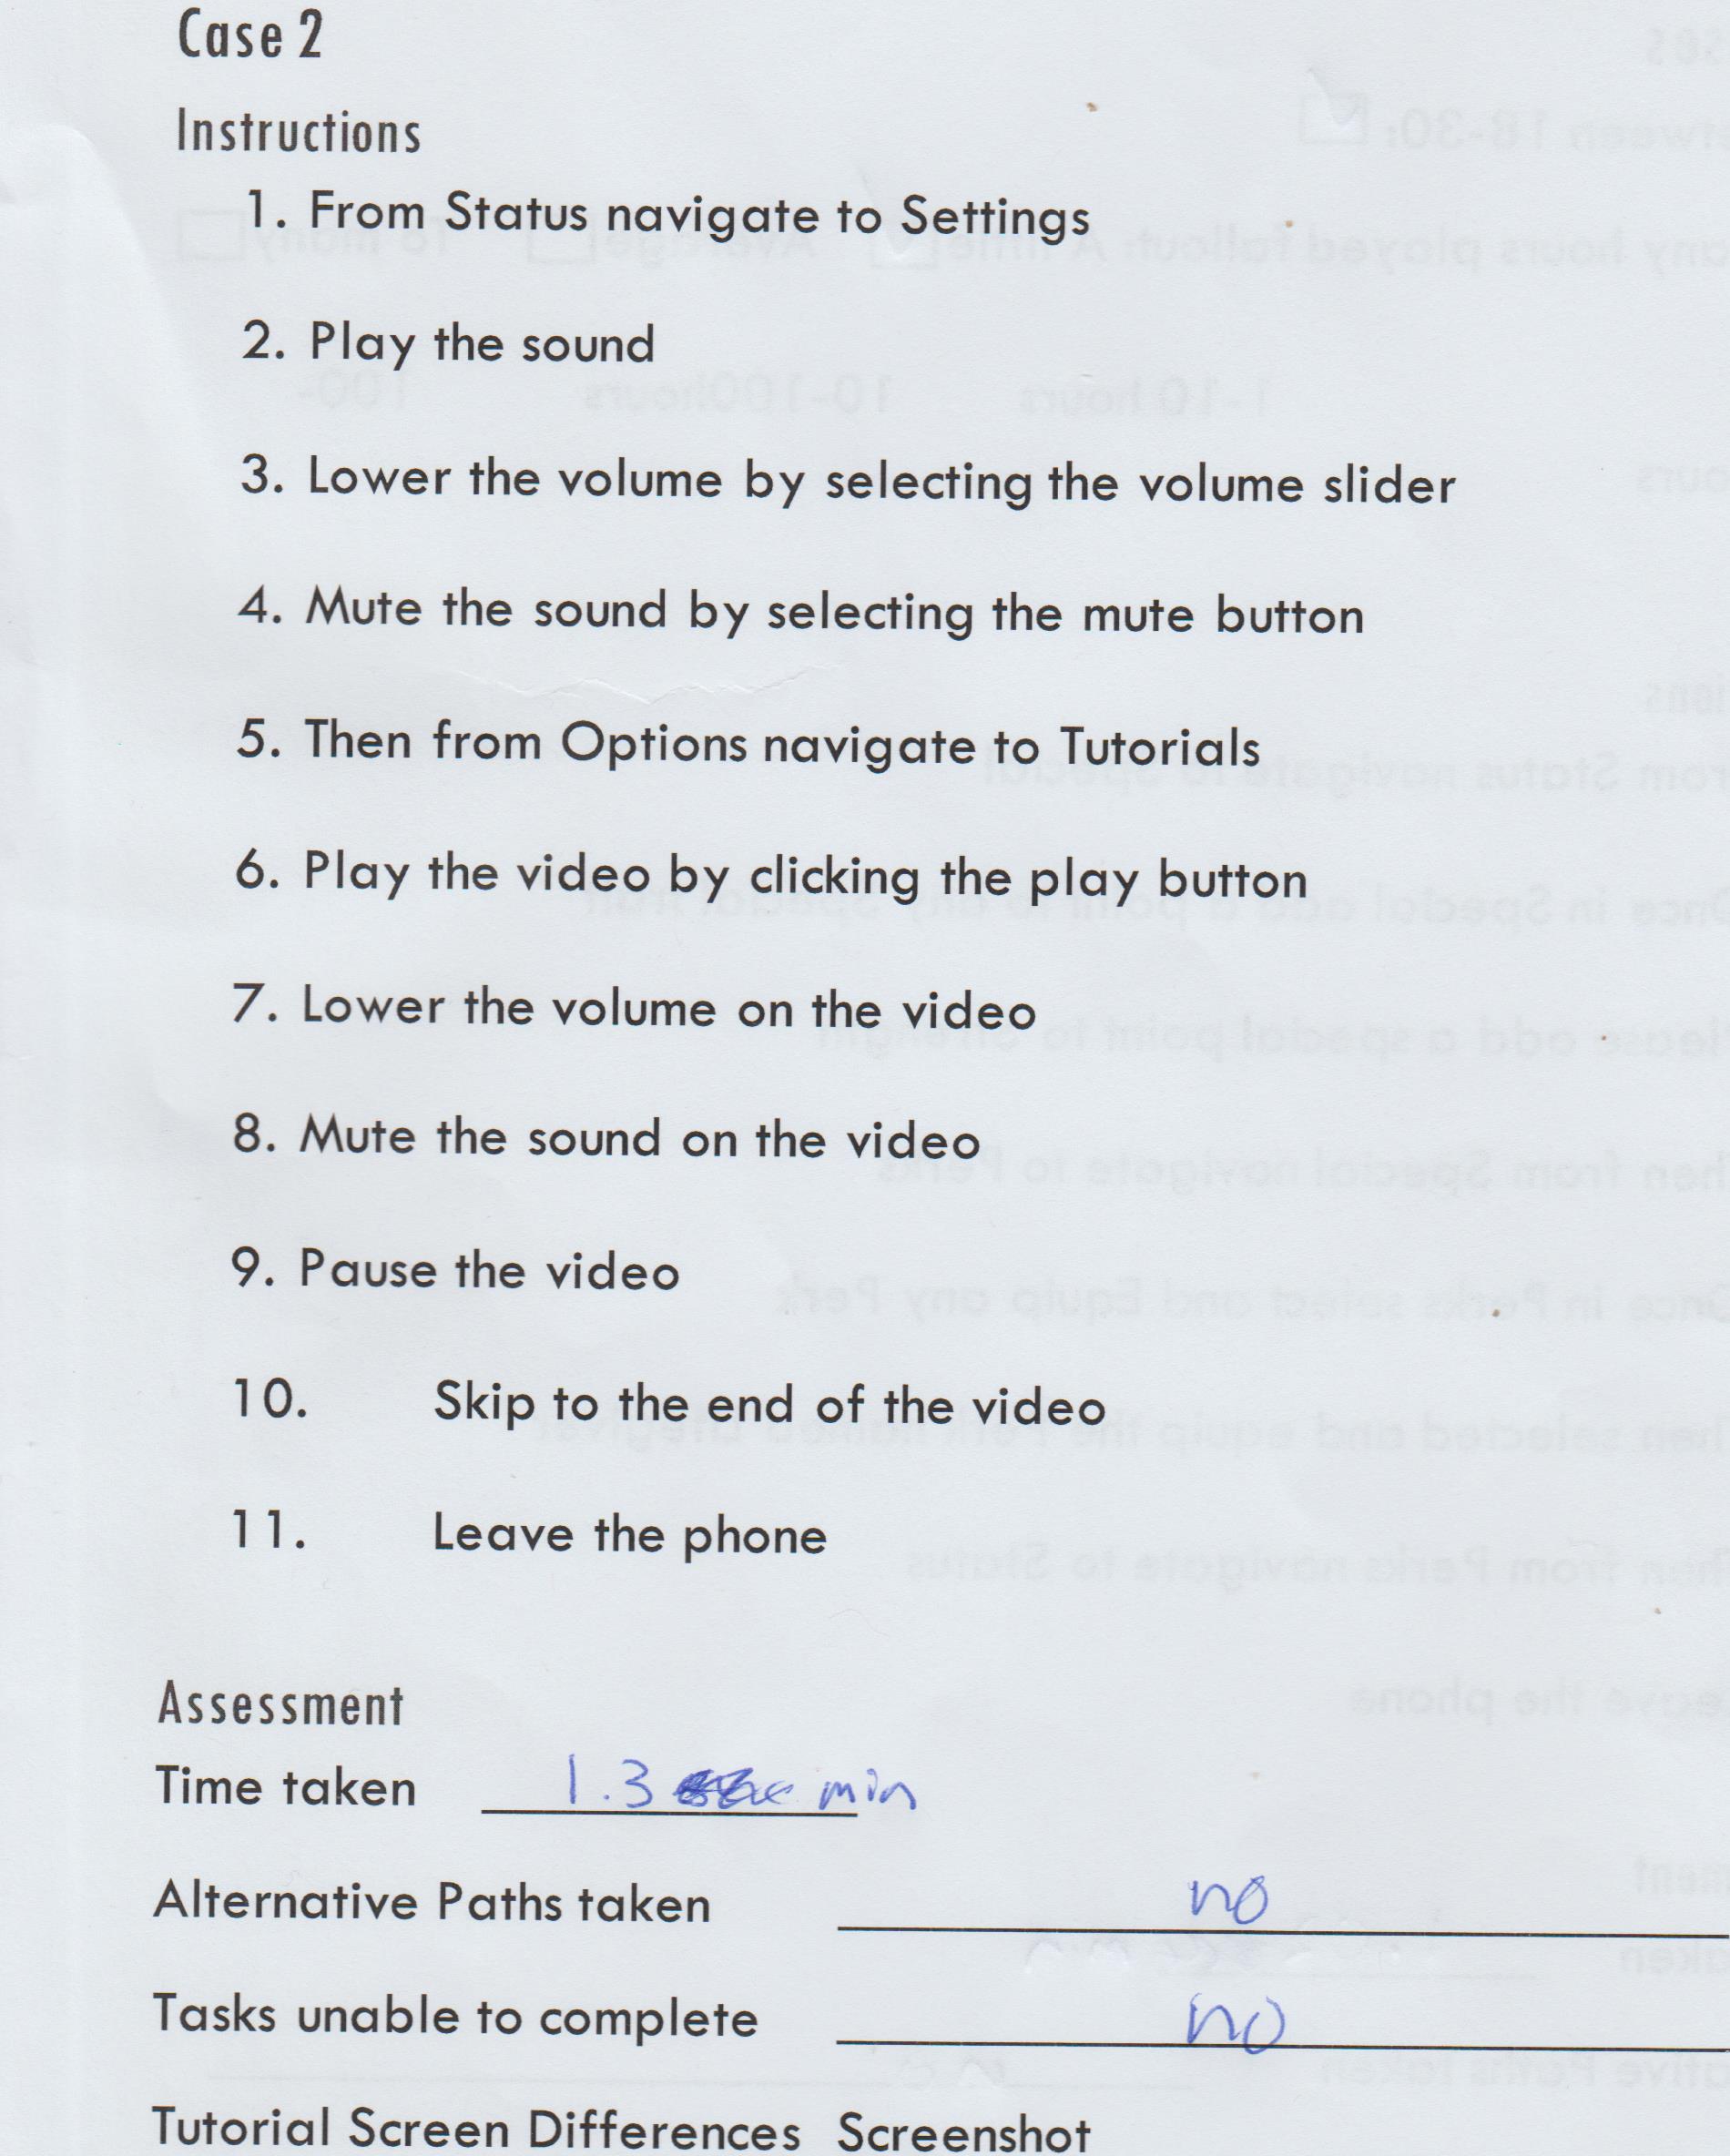 Case 2
Instructions
1. From Status navigate to Settings
2. Play the sound
3. Lower the volume by selecting the volume slider
4. Mute the sound by selecting the mute button
5. Then from Options navigate to Tutorials
6. Play the video by clicking the play button
7. Lower the volume on the video
8. Mute the sound on the video
9. Pause the video
10. Skip to the end of the video
11. Leave the phone
Assessment
Time taken 1.3 min
Alternative Paths taken no
Tasks unable to complete no
Tutorial Screen Differences Screenshot